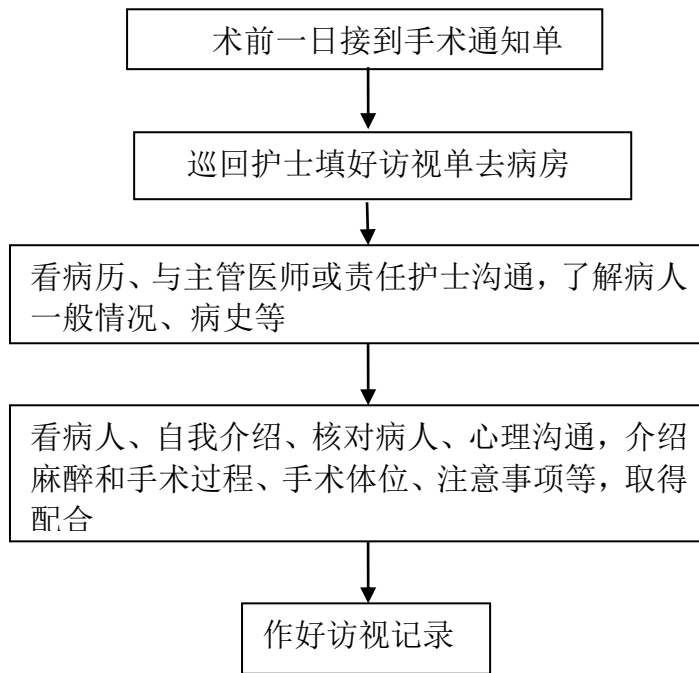 术前一日接到手术通知单
巡回护士填好访视单去病房
看病历、与主管医师或责任护士沟通，了解病人
一般情况、病史等
看病人、自我介绍、核对病人、心理沟通，介绍
麻醉和手术过程、手术体位、注意事项等，取得
配合
作好访视记录